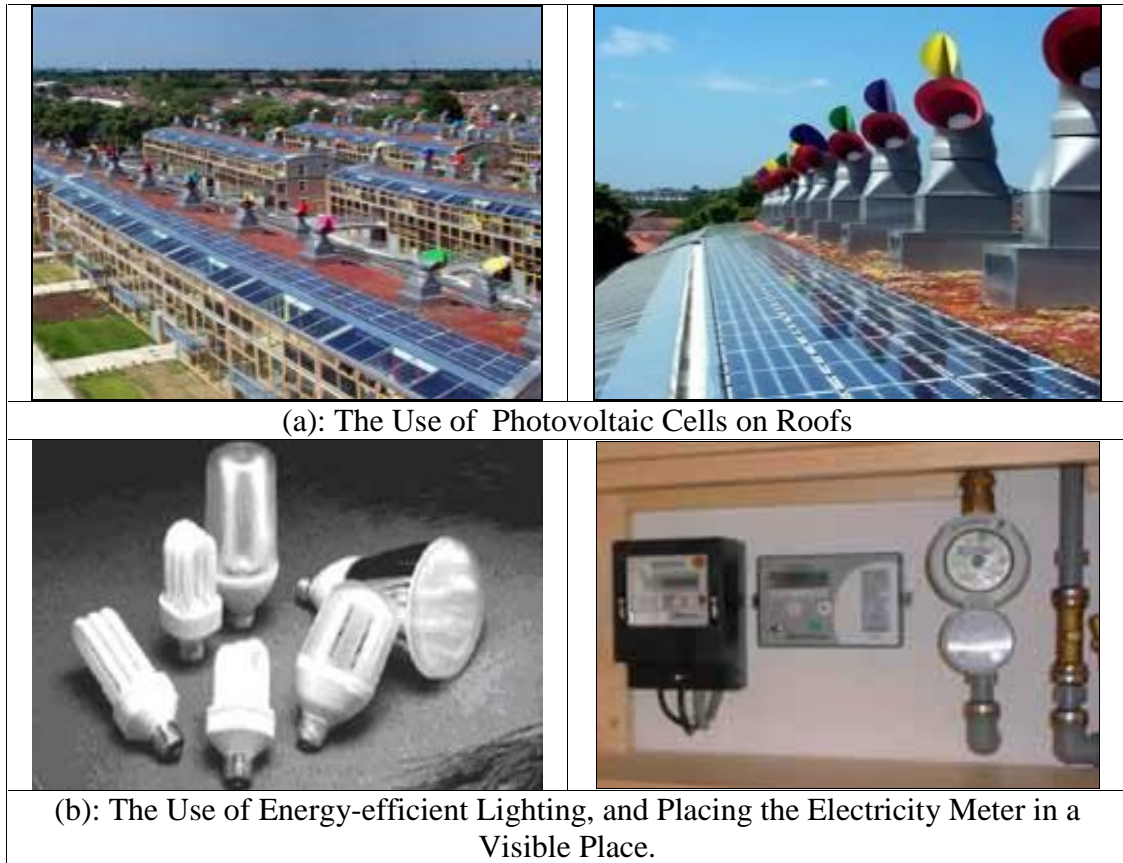 (a): The Use of Photovoltaic Cells on Roofs
(b): The Use of Energy-efficient Lighting, and Placing the Electricity Meter in a
Visible Place.